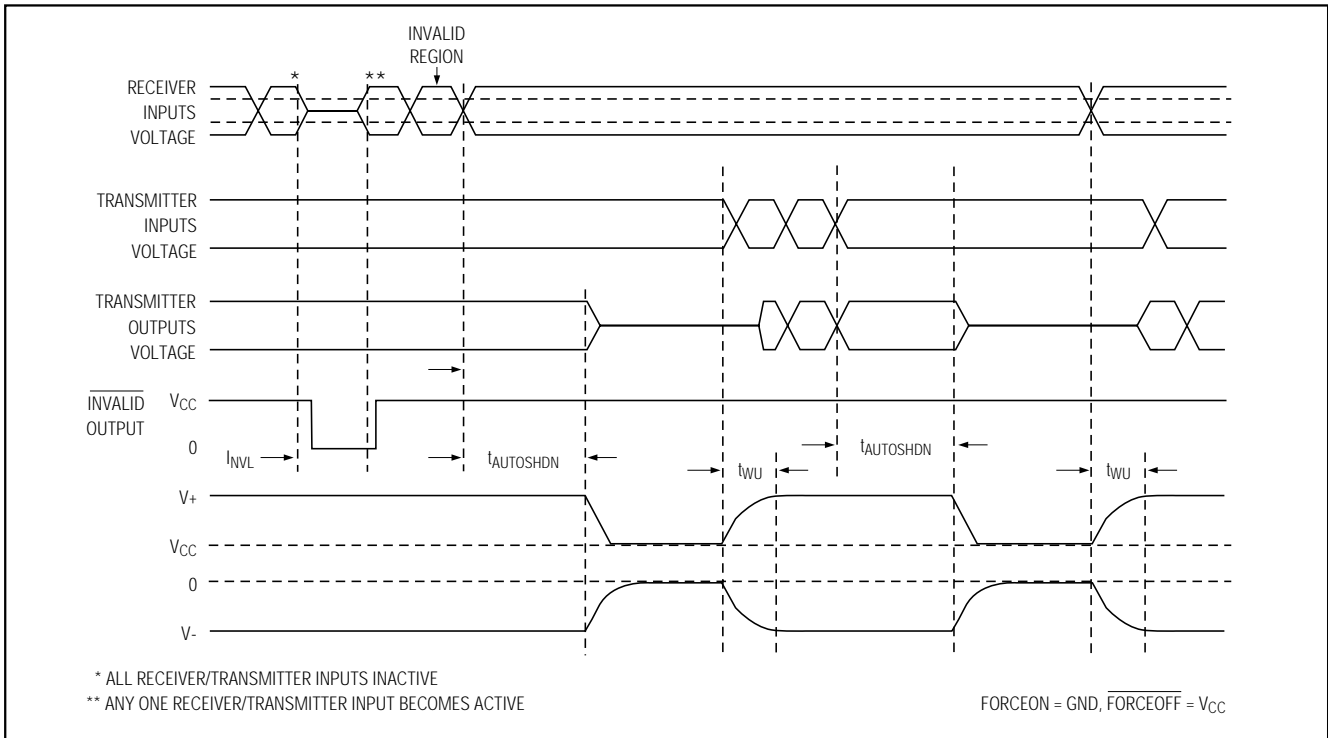 INVALID
REGION
* **
RECEIVER
INPUTS
VOLTAGE
TRANSMITTER
INPUTS
VOLTAGE
TRANSMITTER
OUTPUTS
VOLTAGE
INVALID
OUTPUT
VCC
0
INVL
tAUTOSHDN
tWU
tAUTOSHDN
tWU
V+
VCC
0
V-
* ALL RECEIVER/TRANSMITTER INPUTS INACTIVE
** ANY ONE RECEIVER/TRANSMITTER INPUT BECOMES ACTIVE
FORCEON = GND, FORCEOFF = VCC